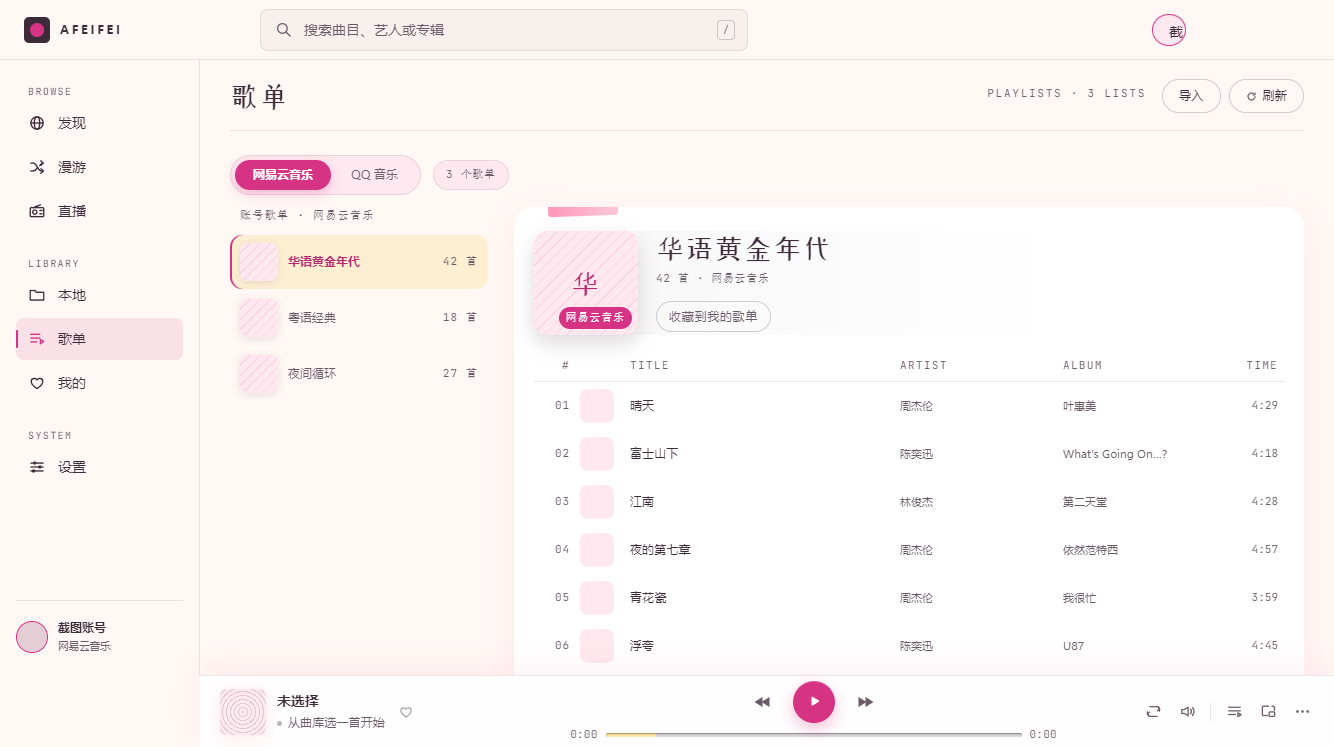 AFEIFEI
搜索曲目、艺人或专辑
/
截
BROWSE
发现
漫游
直播
LIBRARY
本地
歌单
我的
SYSTEM
设置
截图账号
网易云音乐
歌单
PLAYLISTS · 3 LISTS
导入
刷新
网易云音乐
QQ 音乐
3 个歌单
账号歌单 · 网易云音乐
华语黄金年代 42 首
粤语经典 18 首
夜间循环 27 首
华
网易云音乐
华语黄金年代
42 首 · 网易云音乐
收藏到我的歌单
# TITLE ARTIST ALBUM TIME
01 晴天 周杰伦 叶惠美 4:29
02 富士山下 陈奕迅 What's Going On...? 4:18
03 江南 林俊杰 第二天堂 4:28
04 夜的第七章 周杰伦 依然范特西 4:57
05 青花瓷 周杰伦 我很忙 3:59
06 浮夸 陈奕迅 U87 4:45
未选择
从曲库选一首开始
0:00
0:00